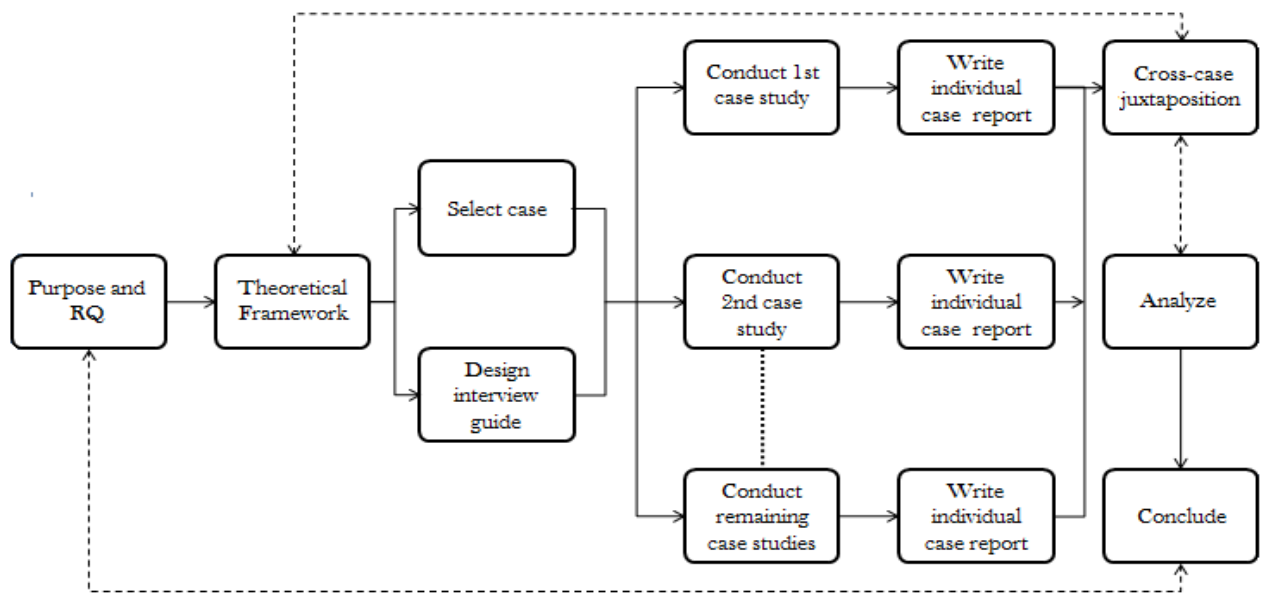 Purpose and
RQ
Theoretical
Framework
Select case
Design
interview
guide
Conduct 1st
case study
Write
individual
case report
Cross-case
juxtaposition
Conduct
2nd case
study
Write
individual
case report
Analyze
Conduct
remaining
case studies
Write
individual
case report
Conclude